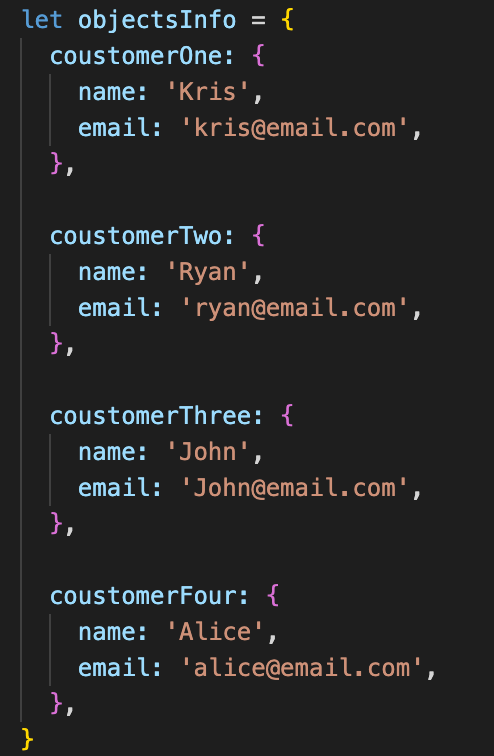 let objectsInfo = {
  coustomerOne: {
    name: 'Kris',
    email: 'kris@email.com',
  },

  coustomerTwo: {
    name: 'Ryan',
    email: 'ryan@email.com',
  },

  coustomerThree: {
    name: 'John',
    email: 'John@email.com',
  },

  coustomerFour: {
    name: 'Alice',
    email: 'alice@email.com',
  },
}